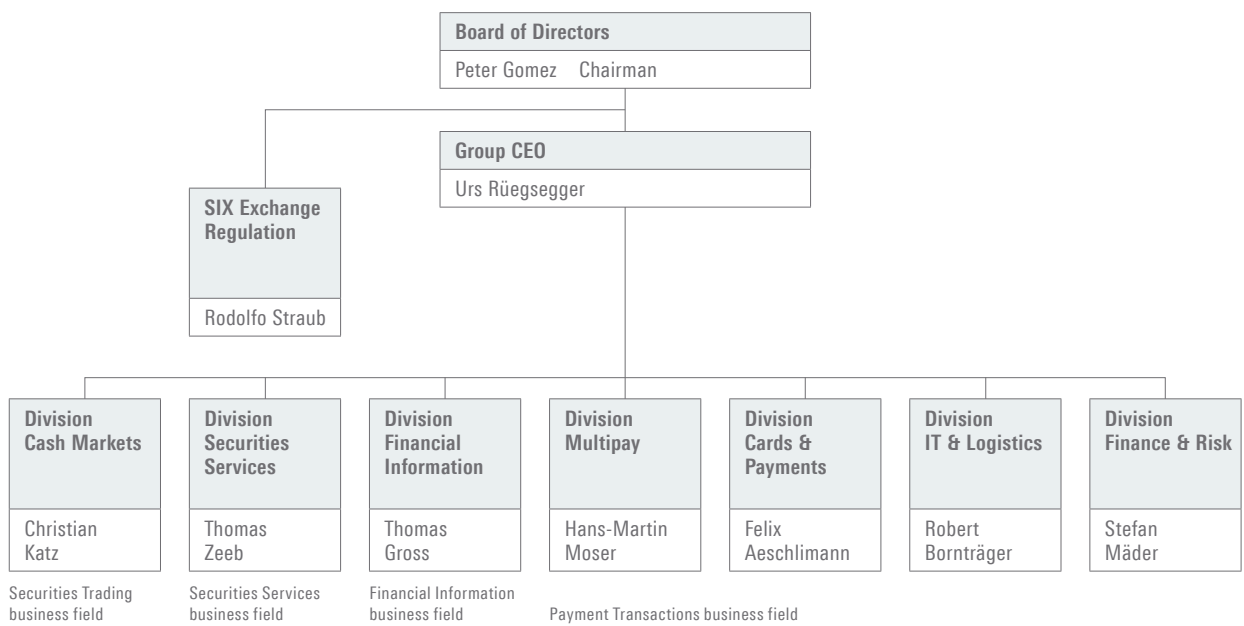 Board of Directors
Peter Gomez Chairman
Group CEO
Urs Rüegsegger
SIX Exchange
Regulation
Rodolfo Straub
Division
Cash Markets
Christian
Katz
Division
Securities
Services
Thomas
Zeeb
Division
Financial
Information
Thomas
Gross
Division
Multipay
Hans-Martin
Moser
Division
Cards &
Payments
Felix
Aeschlimann
Division
IT & Logistics
Robert
Bornträger
Division
Finance & Risk
Stefan
Mäder
Securities Trading
business field
Securities Services
business field
Financial Information
business field
Payment Transactions business field